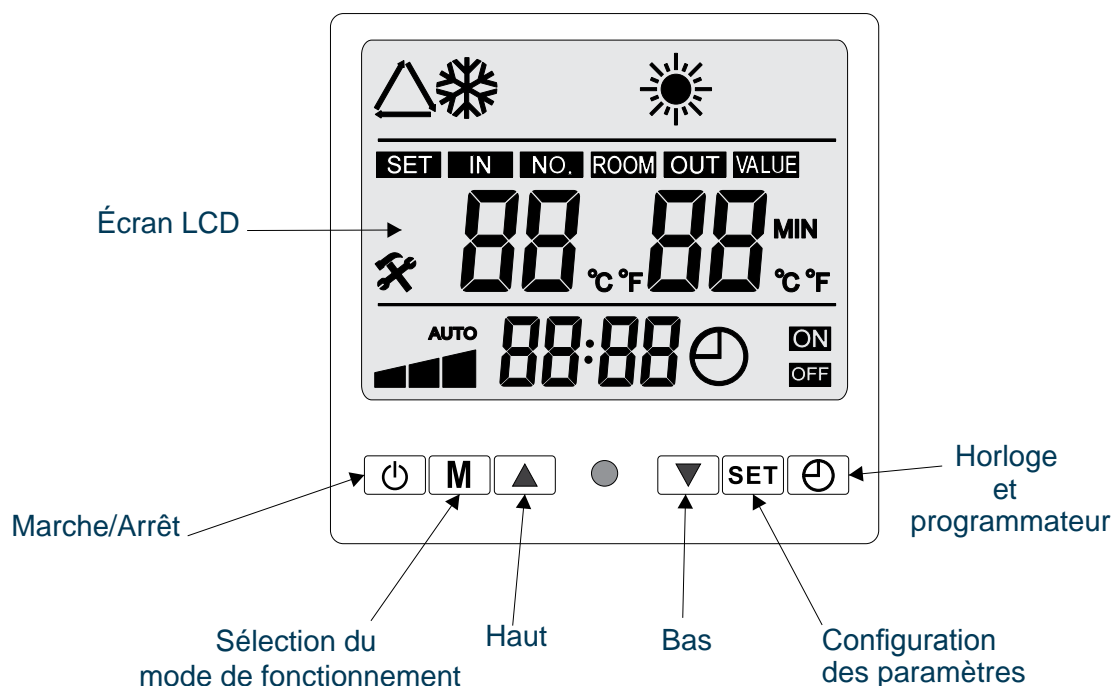 SET IN NO. ROOM OUT VALUE
Écran LCD
88 °C °F 88 MIN °C °F
AUTO 88:88 ON
OFF
M SET
Marche/Arrêt
Horloge
et
programmateur
Sélection du
mode de fonctionnement
Haut
Bas
Configuration
des paramètres